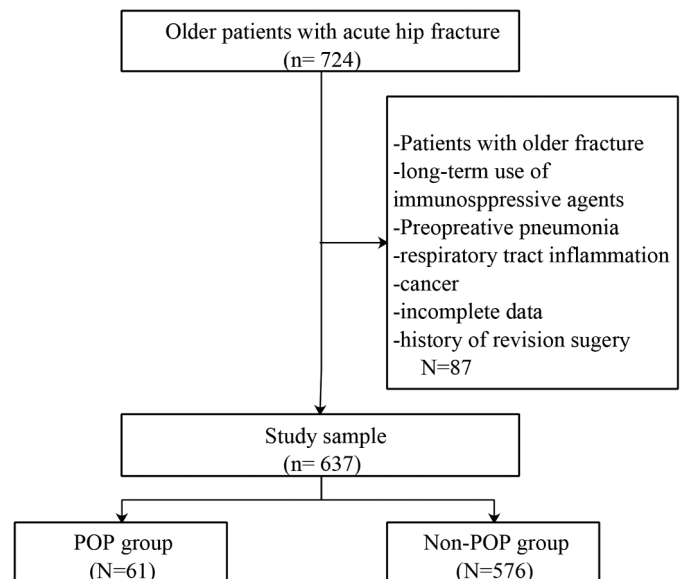 Older patients with acute hip fracture
(n= 724)
-Patients with older fracture
-long-term use of
immunosppressive agents
-Preopreative pneumonia
-respiratory tract inflammation
-cancer
-incomplete data
-history of revision sugery
N=87
Study sample
(n= 637)
POP group
(N=61)
Non-POP group
(N=576)